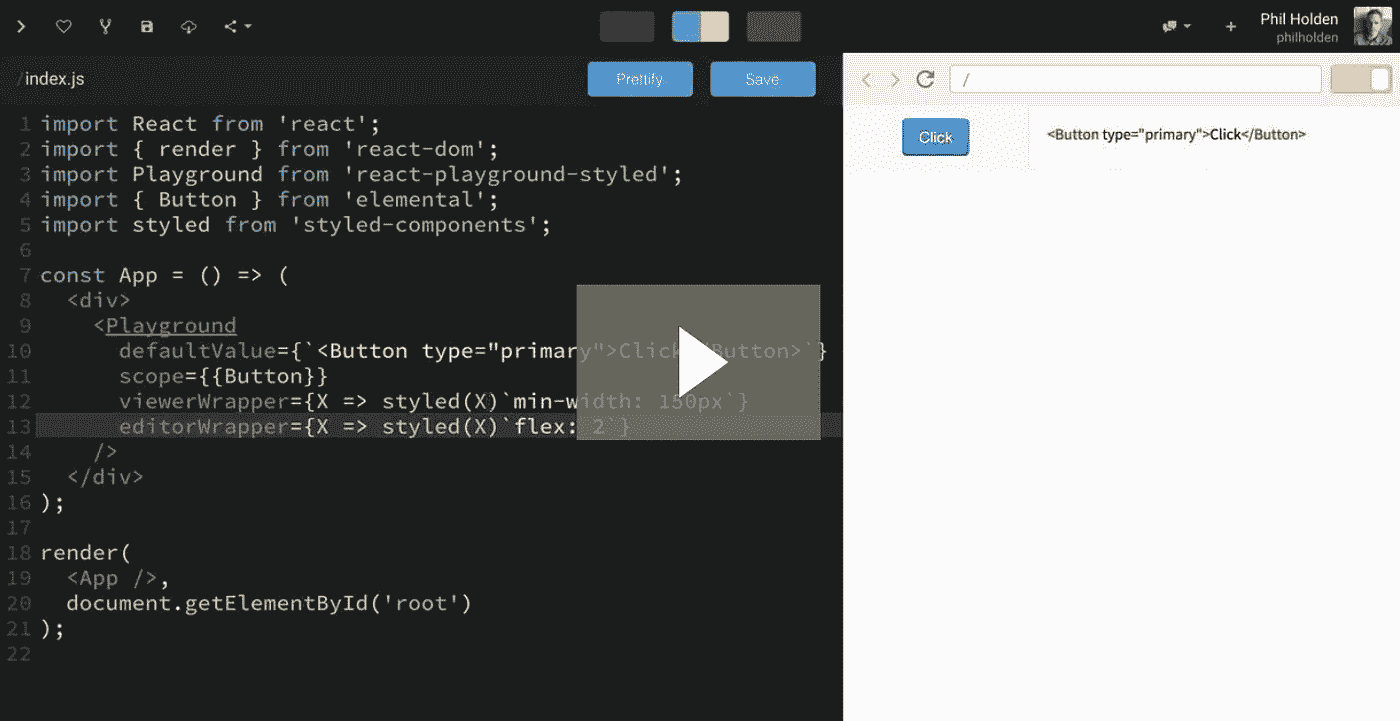 Phil Holden
philholden
/index.js
Prettify
Save
/
1 import React from 'react';
2 import { render } from 'react-dom';
3 import Playground from 'react-playground-styled';
4 import { Button } from 'elemental';
5 import styled from 'styled-components';
6
7 const App = () => (
8   <div>
9     <Playground
10       defaultValue={`<Button type="primary">Click</Button>`}
11       scope={{Button}}
12       viewerWrapper={X => styled(X)`min-width: 150px`}
13       editorWrapper={X => styled(X)`flex: 2`}
14     />
15   </div>
16 );
17
18 render(
19   <App />,
20   document.getElementById('root')
21 );
22
Click
<Button type="primary">Click</Button>